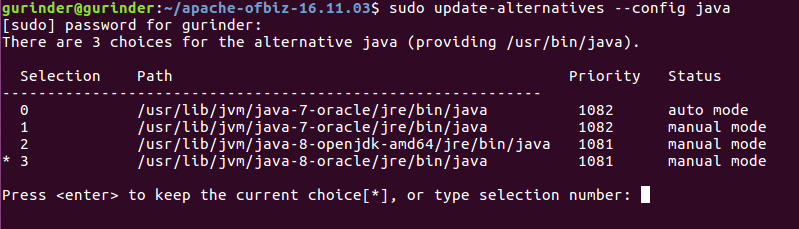 gurinder@gurinder:~/apache-ofbiz-16.11.03$ sudo update-alternatives --config java
[sudo] password for gurinder:
There are 3 choices for the alternative java (providing /usr/bin/java).
  Selection    Path                                            Priority   Status
------------------------------------------------------------
  0            /usr/lib/jvm/java-7-oracle/jre/bin/java          1082      auto mode
  1            /usr/lib/jvm/java-7-oracle/jre/bin/java          1082      manual mode
  2            /usr/lib/jvm/java-8-openjdk-amd64/jre/bin/java   1081      manual mode
* 3            /usr/lib/jvm/java-8-oracle/jre/bin/java          1081      manual mode
Press <enter> to keep the current choice[*], or type selection number: